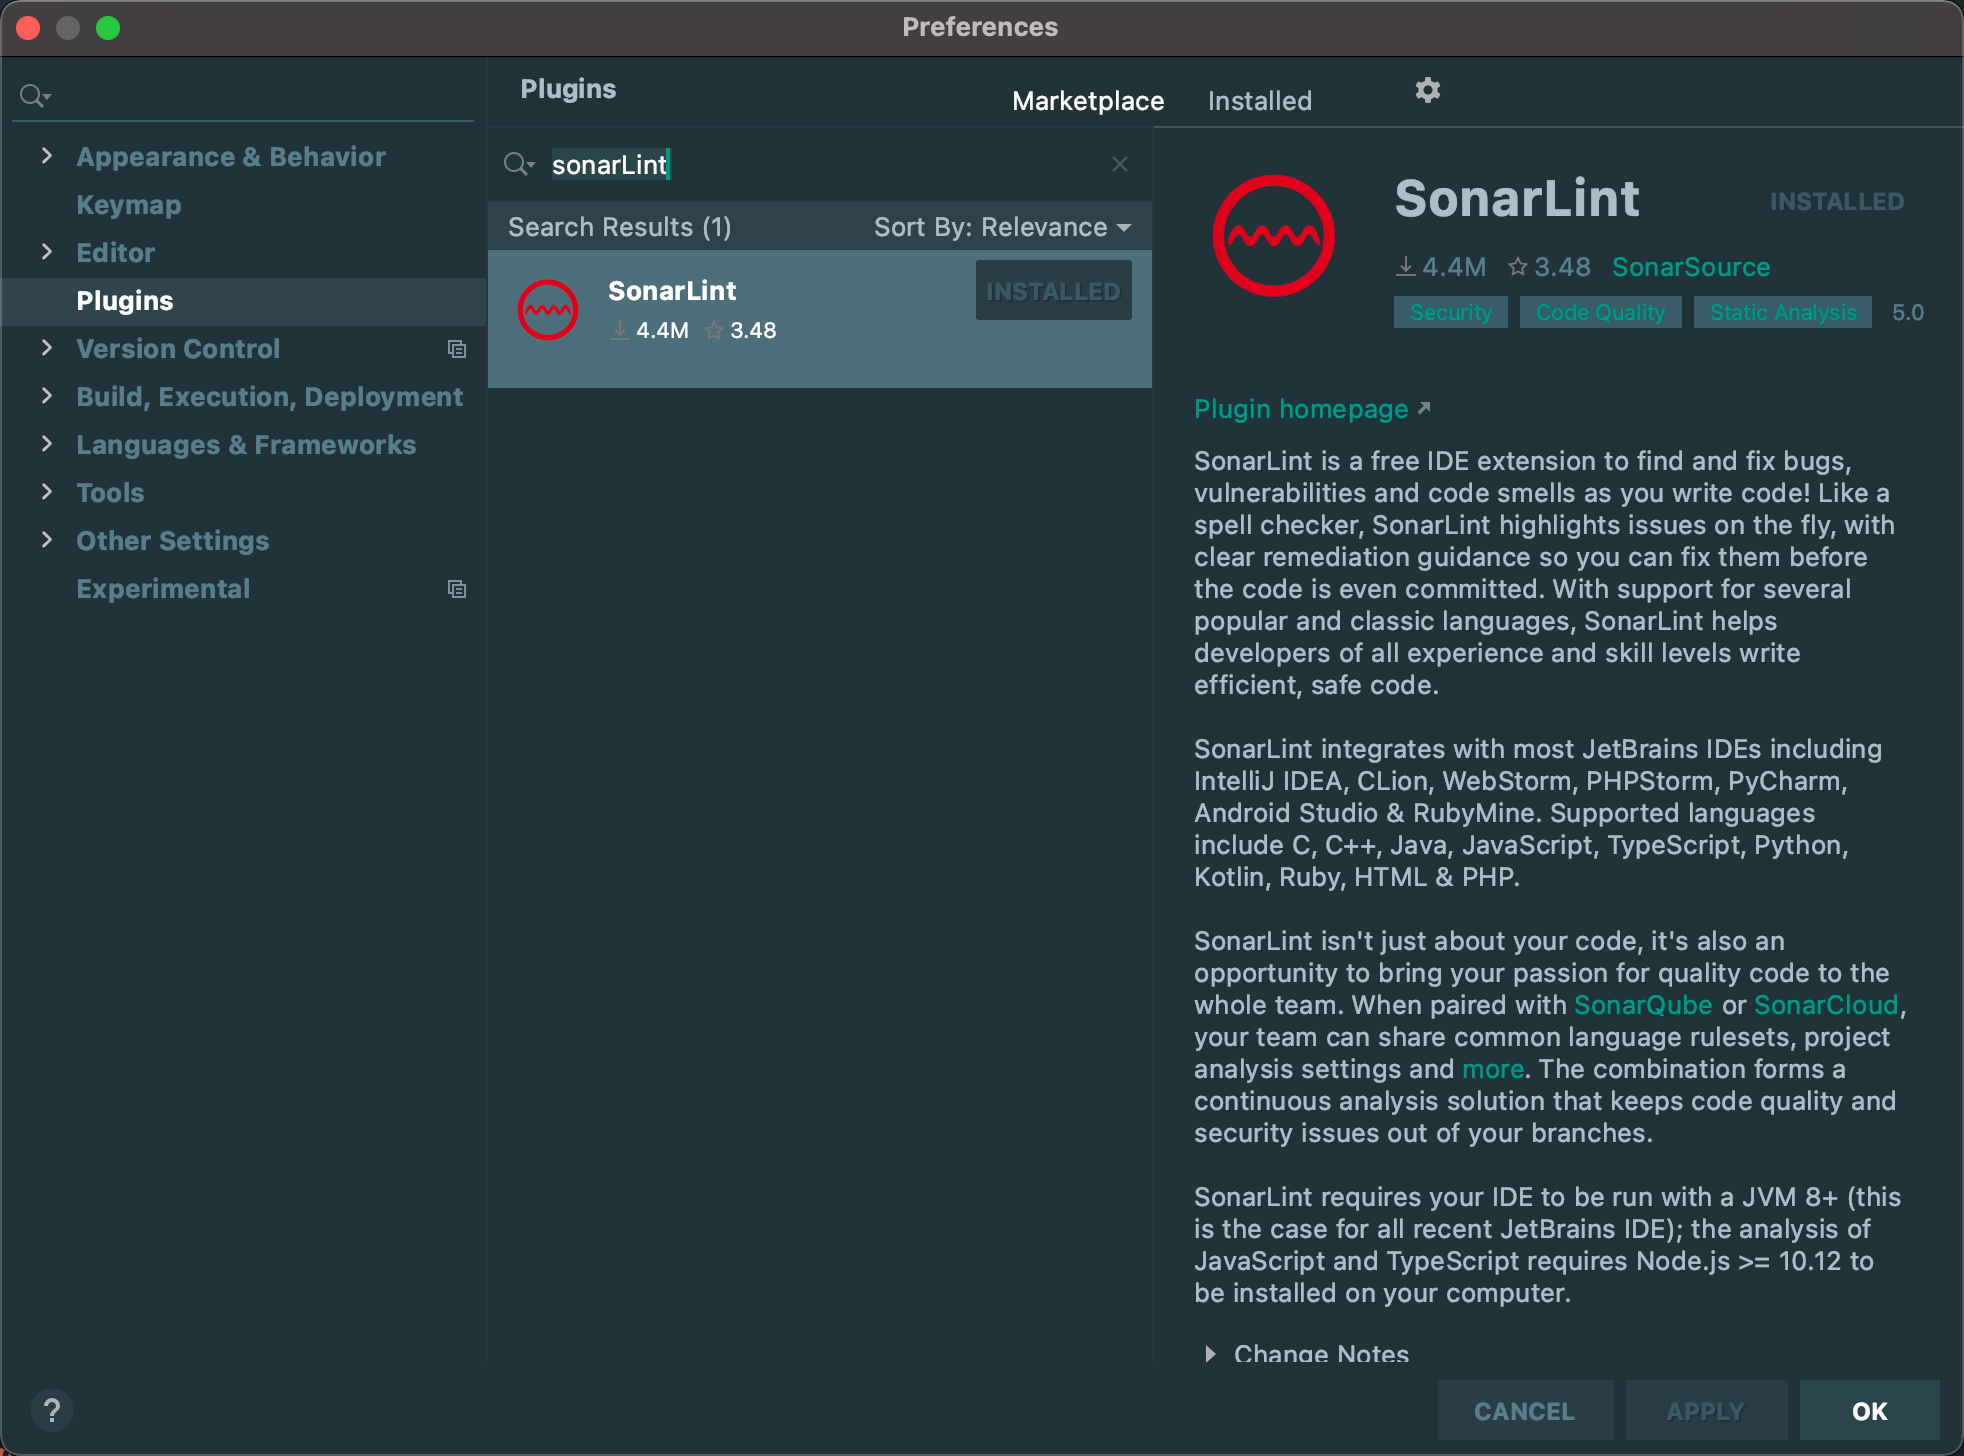 Preferences
Appearance & Behavior
Keymap
Editor
Plugins
Version Control
Build, Execution, Deployment
Languages & Frameworks
Tools
Other Settings
Experimental
Plugins
Marketplace
Installed
sonarLint
Search Results (1)
Sort By: Relevance
SonarLint
INSTALLED
4.4M
3.48
SonarLint
INSTALLED
4.4M 3.48 SonarSource
Security Code Quality Static Analysis 5.0
Plugin homepage
SonarLint is a free IDE extension to find and fix bugs,
vulnerabilities and code smells as you write code! Like a
spell checker, SonarLint highlights issues on the fly, with
clear remediation guidance so you can fix them before
the code is even committed. With support for several
popular and classic languages, SonarLint helps
developers of all experience and skill levels write
efficient, safe code.
SonarLint integrates with most JetBrains IDEs including
IntelliJ IDEA, CLion, WebStorm, PHPStorm, PyCharm,
Android Studio & RubyMine. Supported languages
include C, C++, Java, JavaScript, TypeScript, Python,
Kotlin, Ruby, HTML & PHP.
SonarLint isn't just about your code, it's also an
opportunity to bring your passion for quality code to the
whole team. When paired with SonarQube or SonarCloud,
your team can share common language rulesets, project
analysis settings and more. The combination forms a
continuous analysis solution that keeps code quality and
security issues out of your branches.
SonarLint requires your IDE to be run with a JVM 8+ (this
is the case for all recent JetBrains IDE); the analysis of
JavaScript and TypeScript requires Node.js >= 10.12 to
be installed on your computer.
Change Notes
?
CANCEL
APPLY
OK